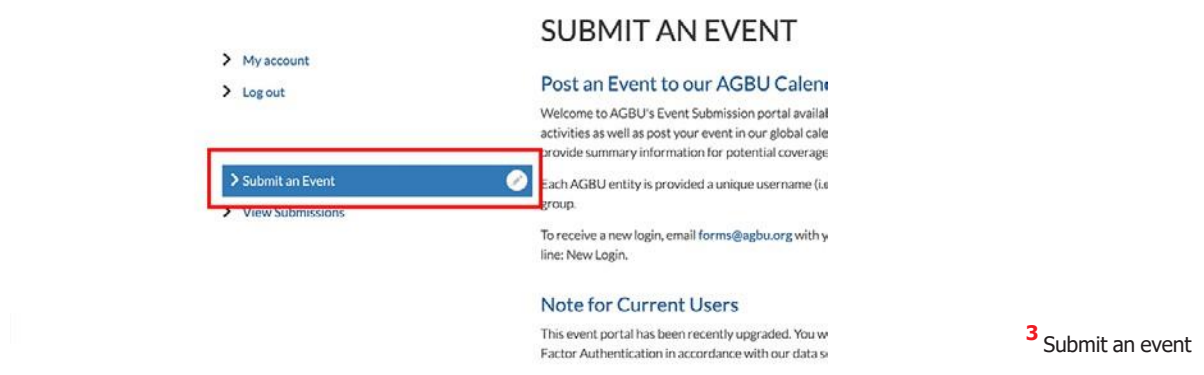 My account
Log out
Submit an Event
View Submissions
SUBMIT AN EVENT
Post an Event to our AGBU
Welcome to AGBU's Event Submission portal
activities as well as post your event in our global
provide summary information for potential coverage
Each AGBU entity is provided a unique username
group.
To receive a new login, email forms@agbu.org with
line: New Login.
Note for Current Users
This event portal has been recently upgraded. You
Factor Authentication in accordance with our data
3 Submit an event